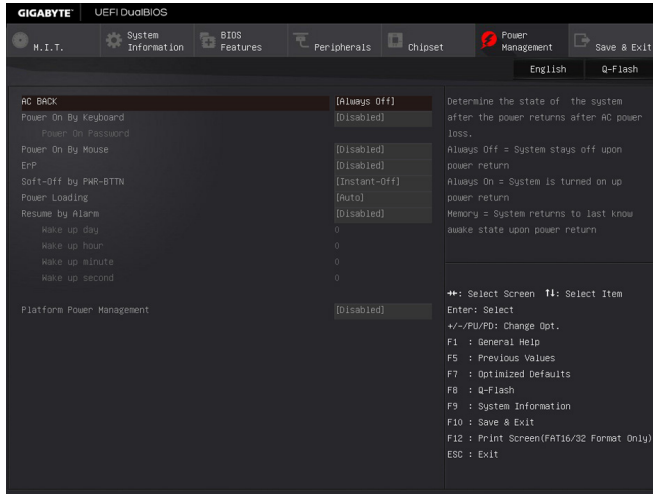 GIGABYTE™ UEFI DualBIOS
M.I.T. System Information BIOS Features Peripherals Chipset Power Management Save & Exit
English Q-Flash
AC BACK [Always Off]
Power On By Keyboard [Disabled]
Power On Password
Power On By Mouse [Disabled]
ErP [Disabled]
Soft-Off by PWR-BTTN [Instant-Off]
Power Loading [Auto]
Resume by Alarm [Disabled]
Wake up day 0
Wake up hour 0
Wake up minute 0
Wake up second 0
Platform Power Management [Disabled]
Determine the state of the system
after the power returns after AC power
loss.
Always Off = System stays off upon
power return
Always On = System is turned on up
power return
Memory = System returns to last know
awake state upon power return
→←: Select Screen ↑↓: Select Item
Enter: Select
+/-/PU/PD: Change Opt.
F1 : General Help
F5 : Previous Values
F7 : Optimized Defaults
F8 : Q-Flash
F9 : System Information
F10 : Save & Exit
F12 : Print Screen(FAT16/32 Format Only)
ESC : Exit